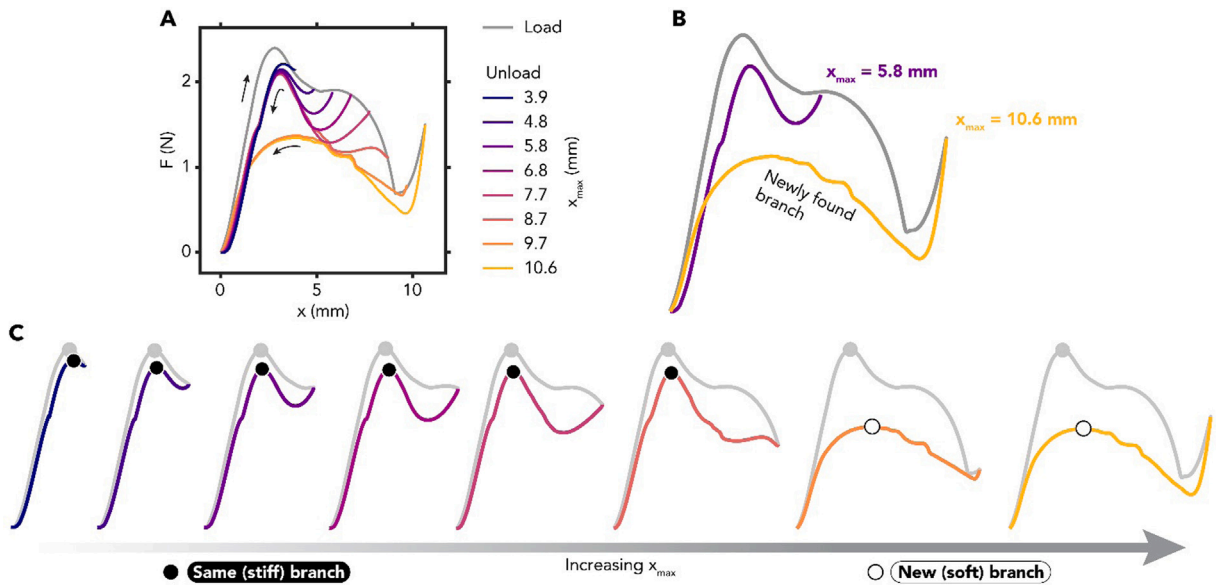 A
Load
Unload
3.9
4.8
5.8
6.8
7.7
8.7
9.7
10.6
x_max (mm)
F (N)
2
1
0
0
5
10
x (mm)
B
x_max = 5.8 mm
x_max = 10.6 mm
Newly found
branch
C
Increasing x_max
Same (stiff) branch
New (soft) branch